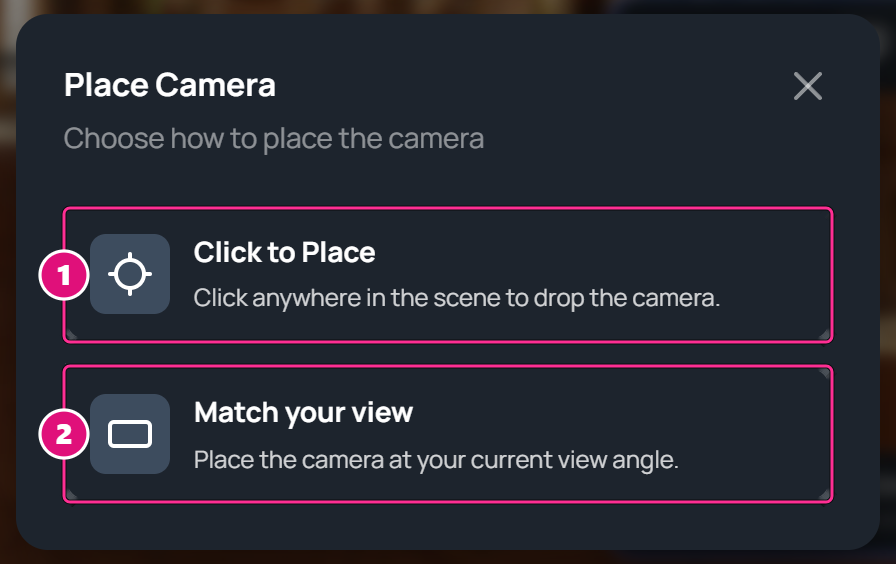 Place Camera
Choose how to place the camera
1
Click to Place
Click anywhere in the scene to drop the camera.
2
Match your view
Place the camera at your current view angle.